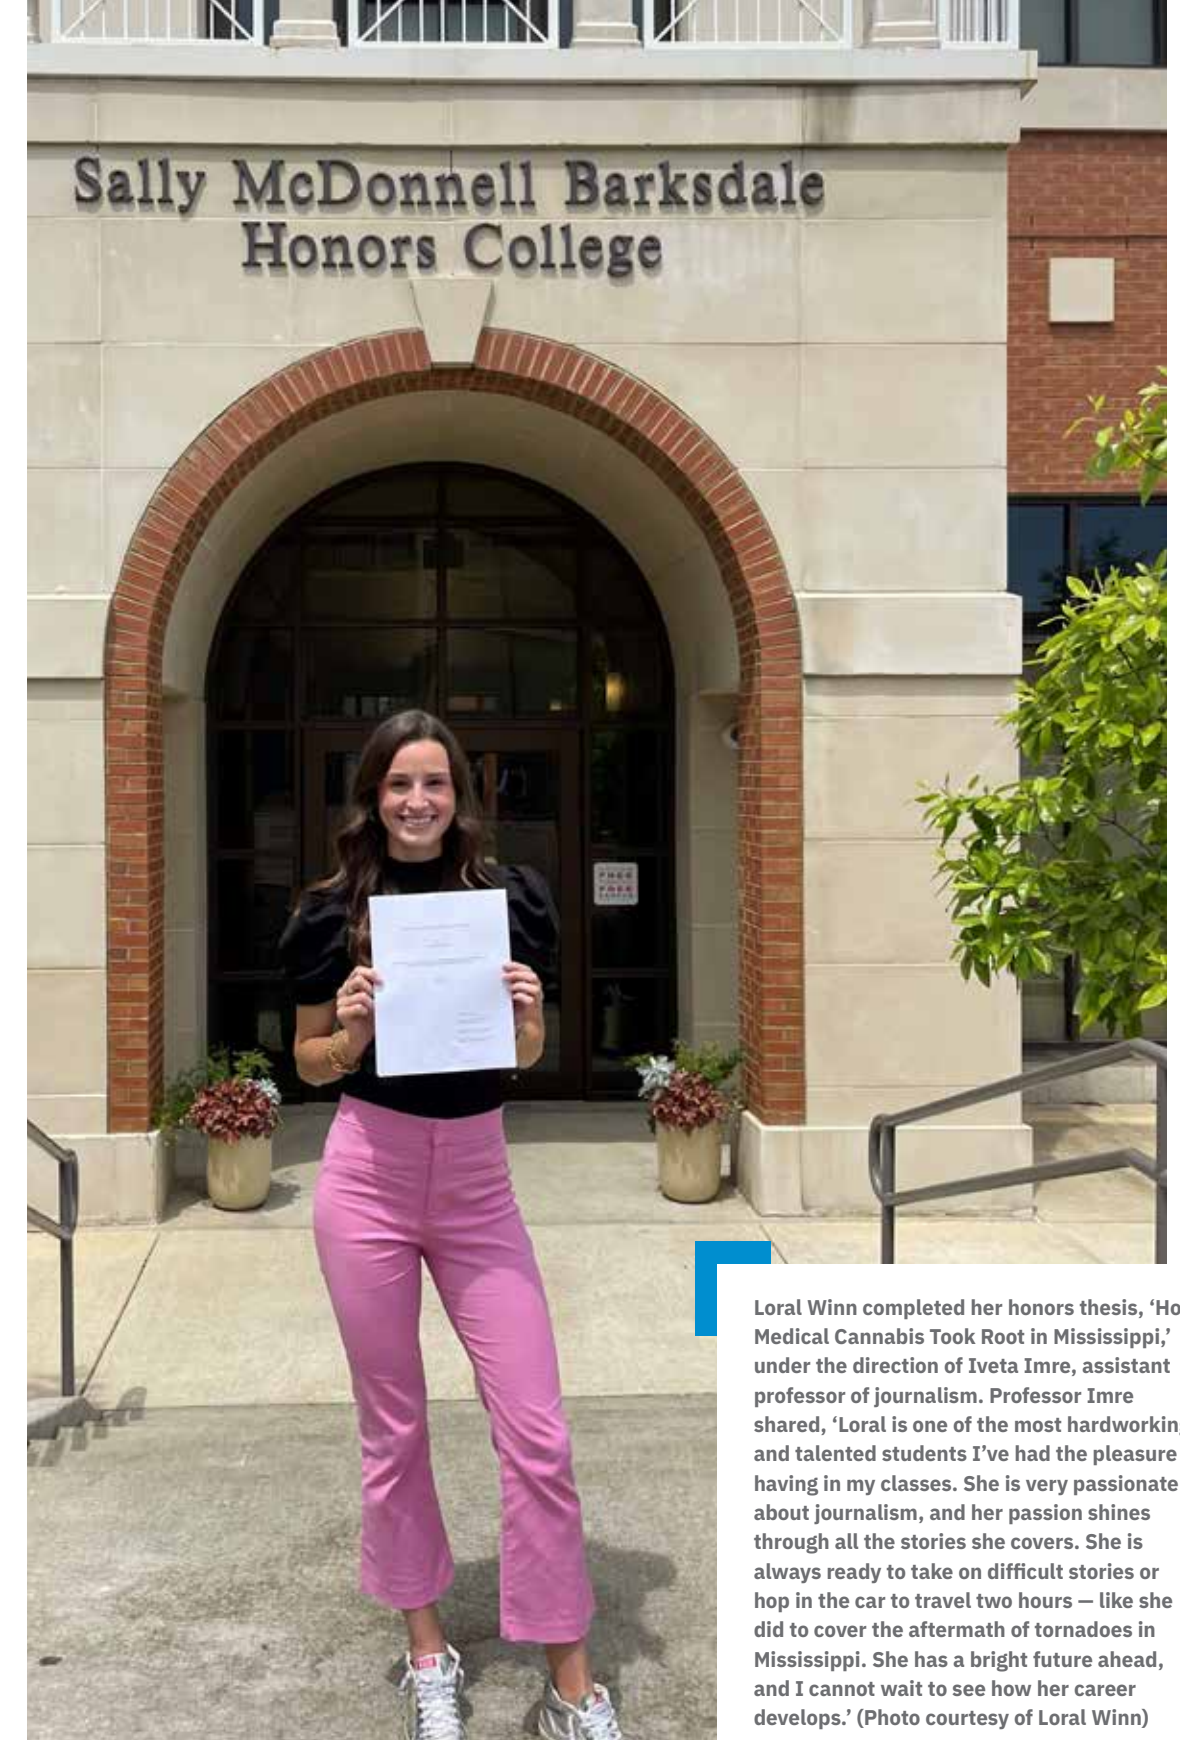 Sally McDonnell Barksdale
Honors College
Loral Winn completed her honors thesis, ‘Ho
Medical Cannabis Took Root in Mississippi,’
under the direction of Iveta Imre, assistant
professor of journalism. Professor Imre
shared, ‘Loral is one of the most hardworkin
and talented students I’ve had the pleasure
having in my classes. She is very passionate
about journalism, and her passion shines
through all the stories she covers. She is
always ready to take on difficult stories or
hop in the car to travel two hours — like she
did to cover the aftermath of tornadoes in
Mississippi. She has a bright future ahead,
and I cannot wait to see how her career
develops.’ (Photo courtesy of Loral Winn)